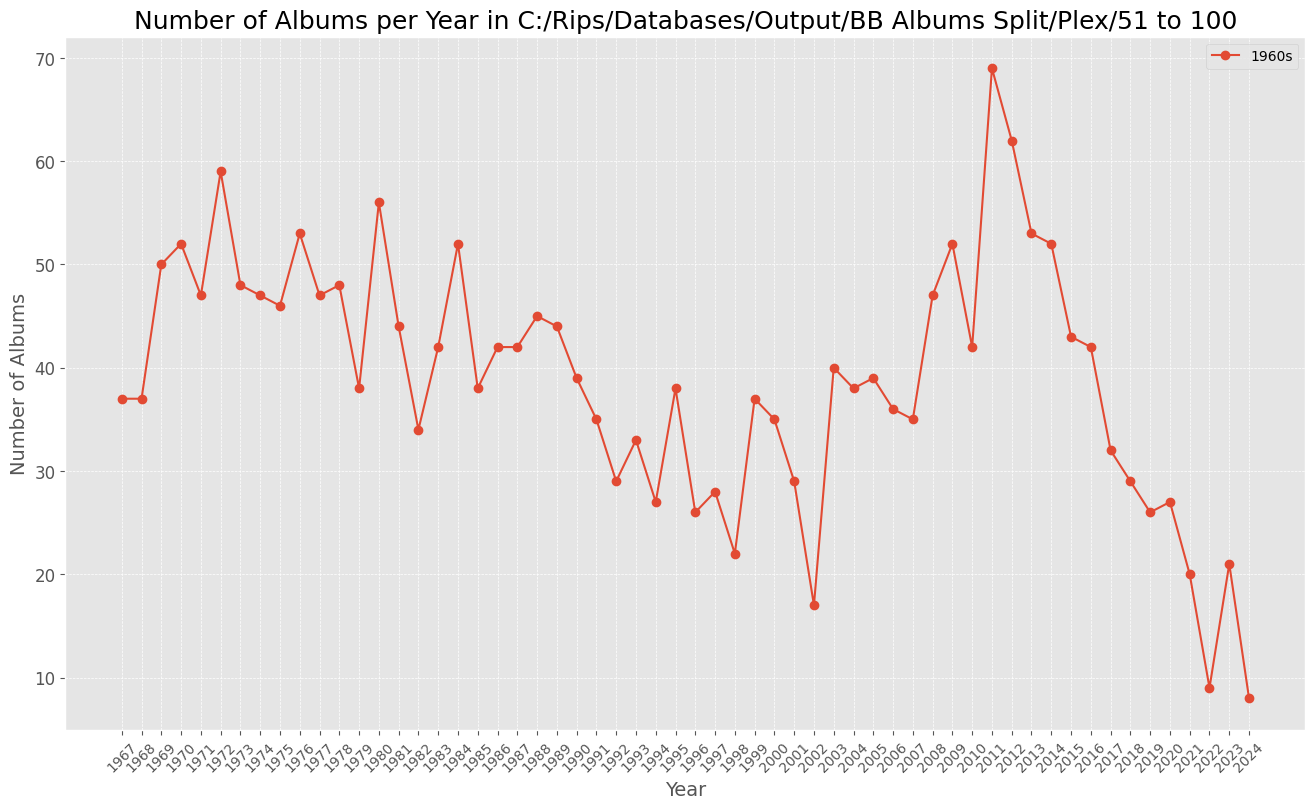 Number of Albums per Year in C:/Rips/Databases/Output/BB Albums Split/Plex/51 to 100
1960s
Number of Albums
70
60
50
40
30
20
10
1967 1968 1969 1970 1971 1972 1973 1974 1975 1976 1977 1978 1979 1980 1981 1982 1983 1984 1985 1986 1987 1988 1989 1990 1991 1992 1993 1994 1995 1996 1997 1998 1999 2000 2001 2002 2003 2004 2005 2006 2007 2008 2009 2010 2011 2012 2013 2014 2015 2016 2017 2018 2019 2020 2021 2022 2023 2024
Year